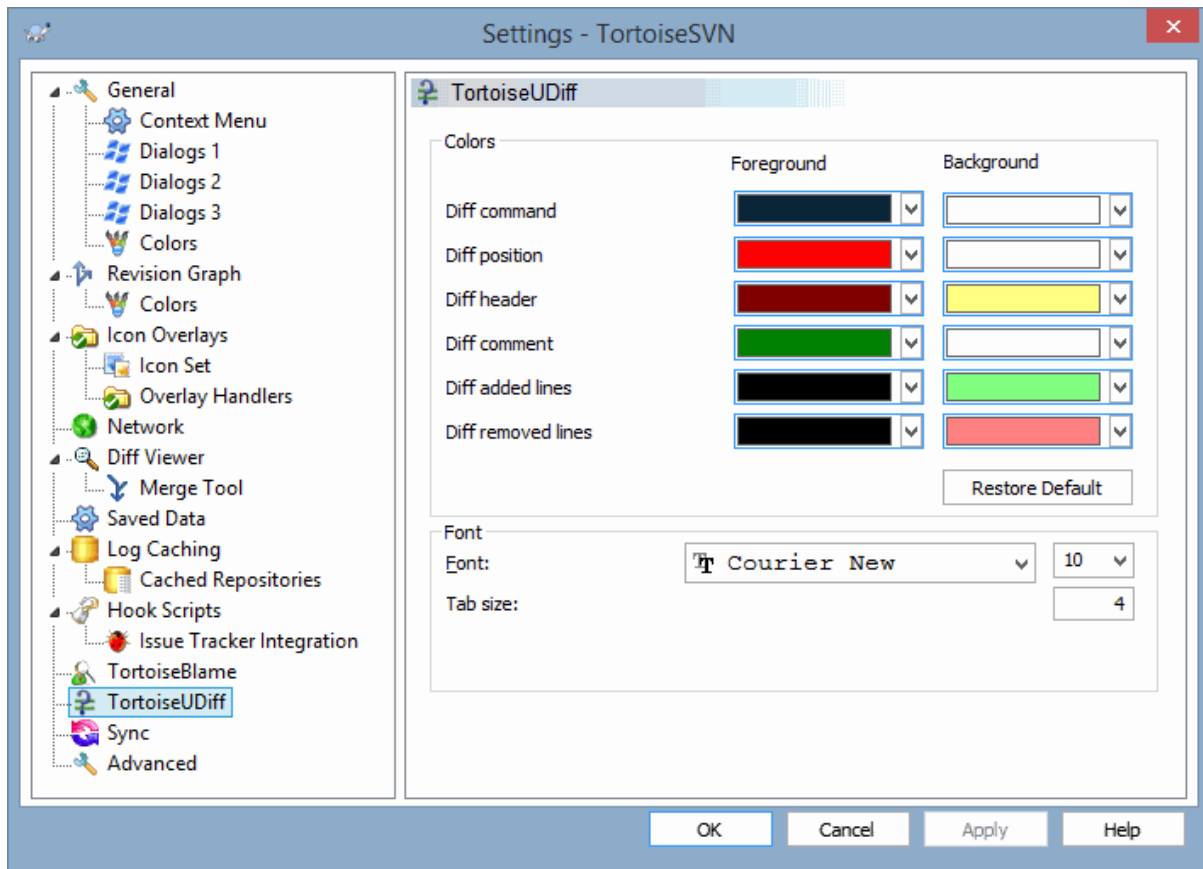 Settings - TortoiseSVN
General
Context Menu
Dialogs 1
Dialogs 2
Dialogs 3
Colors
Revision Graph
Colors
Icon Overlays
Icon Set
Overlay Handlers
Network
Diff Viewer
Merge Tool
Saved Data
Log Caching
Cached Repositories
Hook Scripts
Issue Tracker Integration
TortoiseBlame
TortoiseUDiff
Sync
Advanced
TortoiseUDiff
Colors
Foreground Background
Diff command
Diff position
Diff header
Diff comment
Diff added lines
Diff removed lines
Restore Default
Font
Font: Courier New 10
Tab size: 4
OK Cancel Apply Help